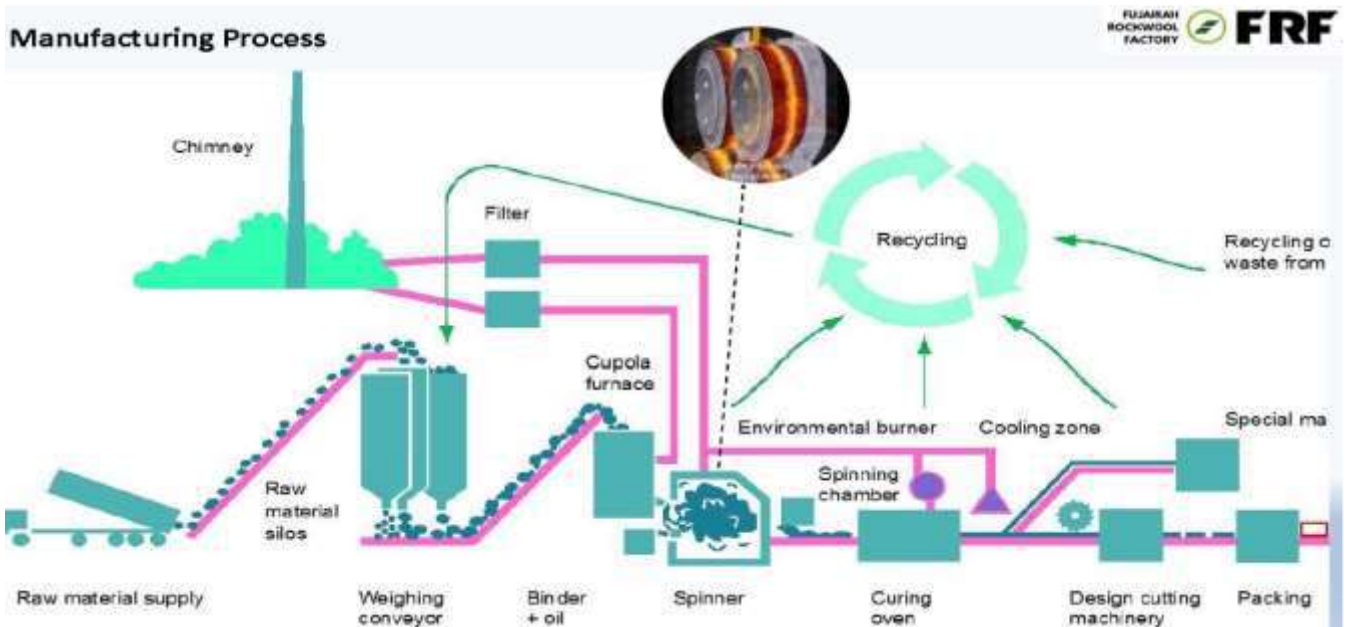 Manufacturing Process
FUJAIRAH
ROCKWOOL
FACTORY
FRF
Chimney
Filter
Recycling
Recycling o
waste from
Cupola
furnace
Environmental burner
Cooling zone
Special ma
Spinning
chamber
Raw
material
silos
Raw material supply
Weighing
conveyor
Binder
+ oil
Spinner
Curing
oven
Design cutting
machinery
Packing